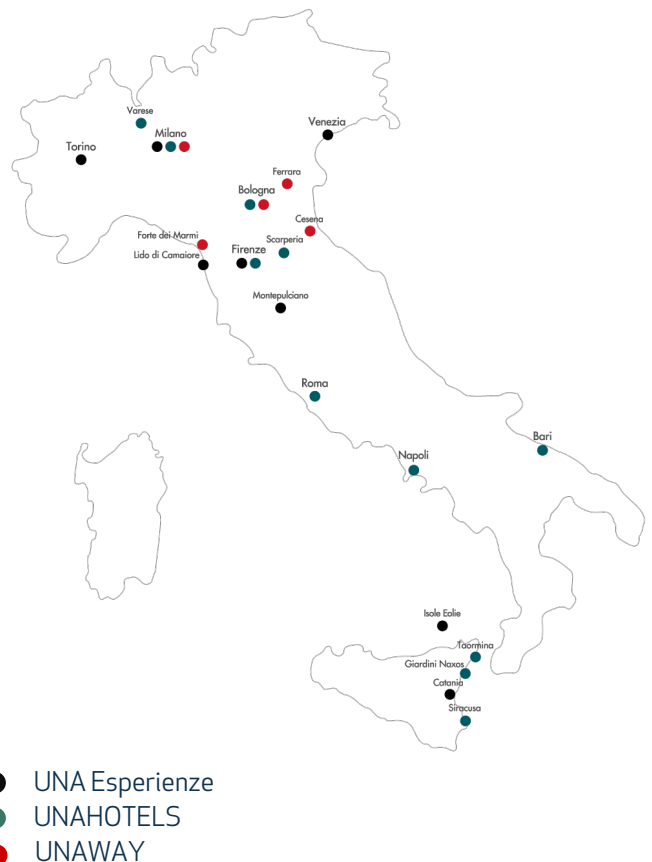 Varese
Milano
Torino
Venezia
Ferrara
Bologna
Cesena
Forte dei Marmi
Firenze
Scarperia
Lido di Camaiore
Montepulciano
Roma
Bari
Napoli
Isole Eolie
Taormina
Giardini Naxos
Catania
Siracusa
UNA Esperienze
UNAHOTELS
UNAWAY